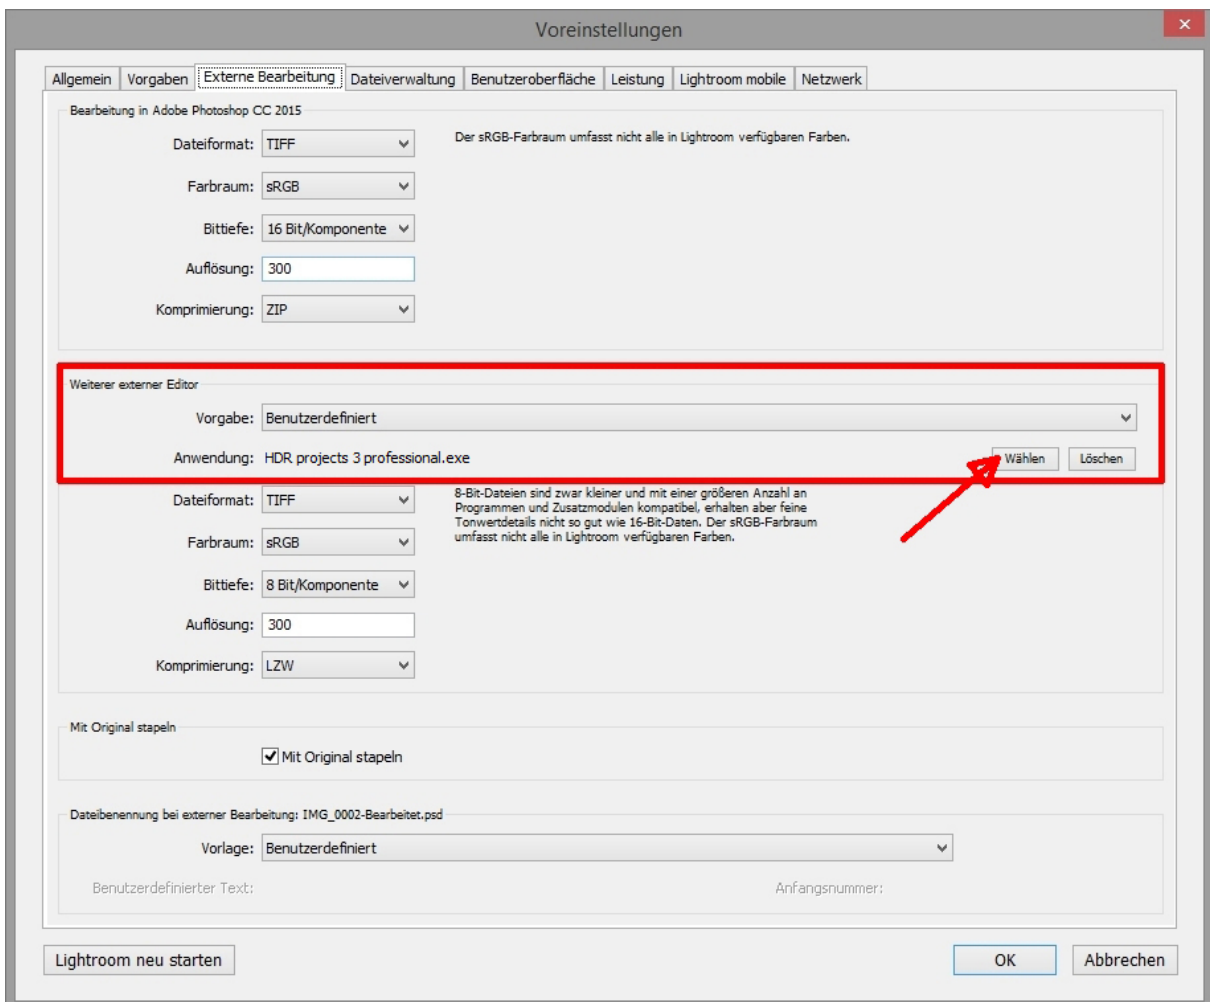 Voreinstellungen
Allgemein Vorgaben Externe Bearbeitung Dateiverwaltung Benutzeroberfläche Leistung Lightroom mobile Netzwerk
Bearbeitung in Adobe Photoshop CC 2015
Dateiformat: TIFF
Der sRGB-Farbraum umfasst nicht alle in Lightroom verfügbaren Farben.
Farbraum: sRGB
Bittiefe: 16 Bit/Komponente
Auflösung: 300
Komprimierung: ZIP
Weiterer externer Editor
Vorgabe: Benutzerdefiniert
Anwendung: HDR projects 3 professional.exe Wählen Löschen
Dateiformat: TIFF
8-Bit-Dateien sind zwar kleiner und mit einer größeren Anzahl an
Programmen und Zusatzmodulen kompatibel, erhalten aber feine
Tonwertdetails nicht so gut wie 16-Bit-Daten. Der sRGB-Farbraum
umfasst nicht alle in Lightroom verfügbaren Farben.
Farbraum: sRGB
Bittiefe: 8 Bit/Komponente
Auflösung: 300
Komprimierung: LZW
Mit Original stapeln
Mit Original stapeln
Dateibenennung bei externer Bearbeitung: IMG_0002-Bearbeitet.psd
Vorlage: Benutzerdefiniert
Benutzerdefinierter Text: Anfangsnummer:
Lightroom neu starten OK Abbrechen